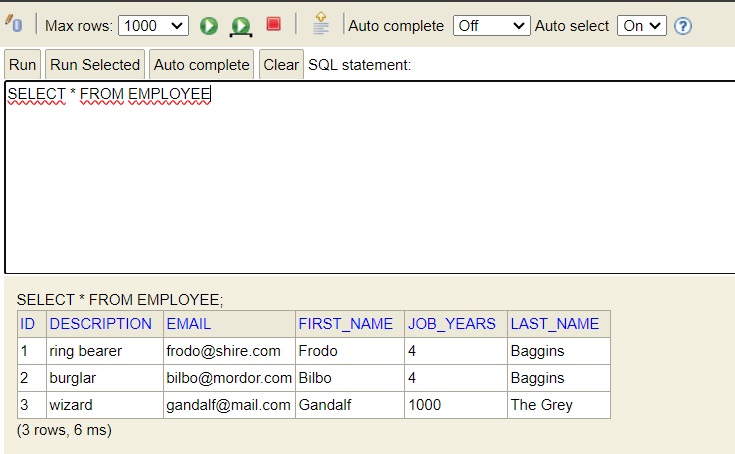 Max rows: 1000 Auto complete Off Auto select On ?
Run Run Selected Auto complete Clear SQL statement:
SELECT * FROM EMPLOYEE
SELECT * FROM EMPLOYEE;
ID DESCRIPTION EMAIL FIRST_NAME JOB_YEARS LAST_NAME
1 ring bearer frodo@shire.com Frodo 4 Baggins
2 burglar bilbo@mordor.com Bilbo 4 Baggins
3 wizard gandalf@mail.com Gandalf 1000 The Grey
(3 rows, 6 ms)